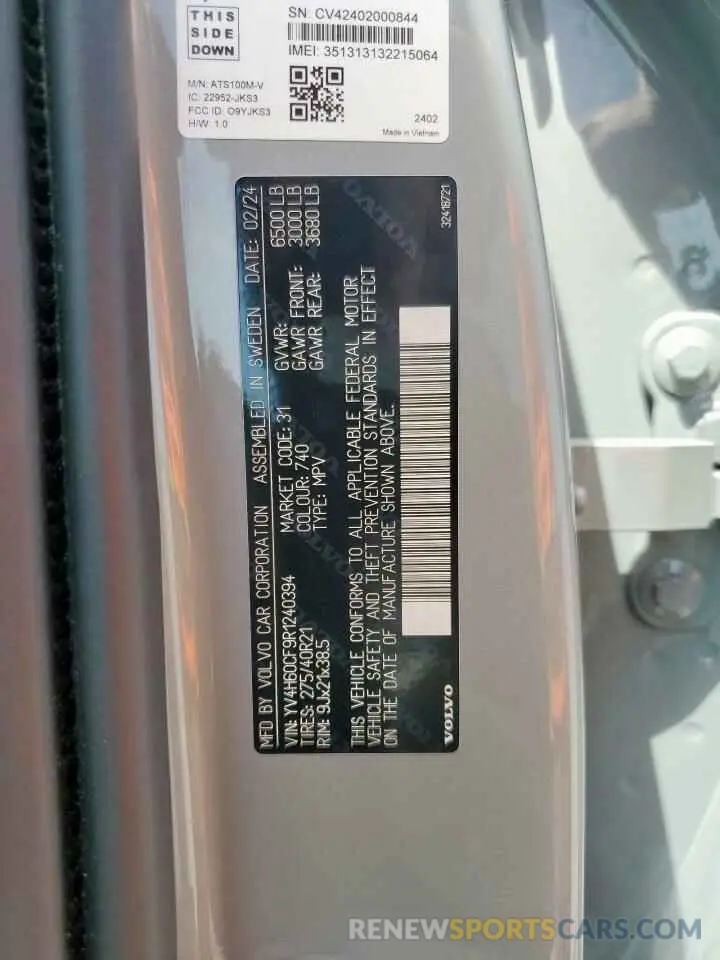 THIS
SIDE
DOWN
SN: CV42402000844
IMEI: 351313132215064
M/N: ATS100M-V
IC: 22952-JKS3
FCC ID: O9YJKS3
H/W: 1.0
2402
Made in Vietnam
MFD BY VOLVO CAR CORPORATION ASSEMBLED IN SWEDEN DATE: 02/24
VIN: YV4H60CF9R1240394 MARKET CODE: 31 GVWR: 6500 LB
TIRES: 275/40R21 COLOUR: 740 GAWR FRONT: 3000 LB
RIM: 9Jx21x38.5 TYPE: MPV GAWR REAR: 3680 LB
THIS VEHICLE CONFORMS TO ALL APPLICABLE FEDERAL MOTOR
VEHICLE SAFETY AND THEFT PREVENTION STANDARDS IN EFFECT
ON THE DATE OF MANUFACTURE SHOWN ABOVE.
VOLVO
32418721
RENEWSPORTSCARS.COM